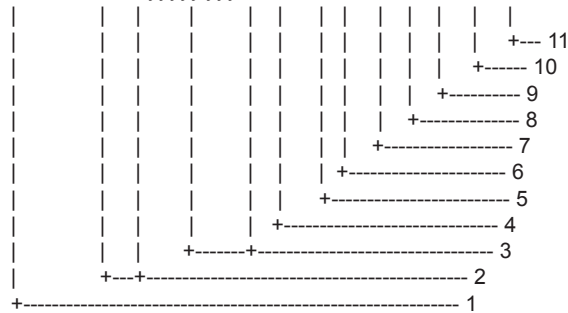 |   |   |   |   |   |   |   |   |   |   |   |   |
|   |   |   |   |   |   |   |   |   |   |   |   +--- 11
|   |   |   |   |   |   |   |   |   |   |   +------ 10
|   |   |   |   |   |   |   |   |   |   +---------- 9
|   |   |   |   |   |   |   |   |   +-------------- 8
|   |   |   |   |   |   |   |   +------------------ 7
|   |   |   |   |   |   |   +---------------------- 6
|   |   |   |   |   |   +------------------------- 5
|   |   |   |   |   +------------------------------- 4
|   |   |   +-------+--------------------------------- 3
|   +---+--------------------------------------------- 2
+------------------------------------------------------------- 1